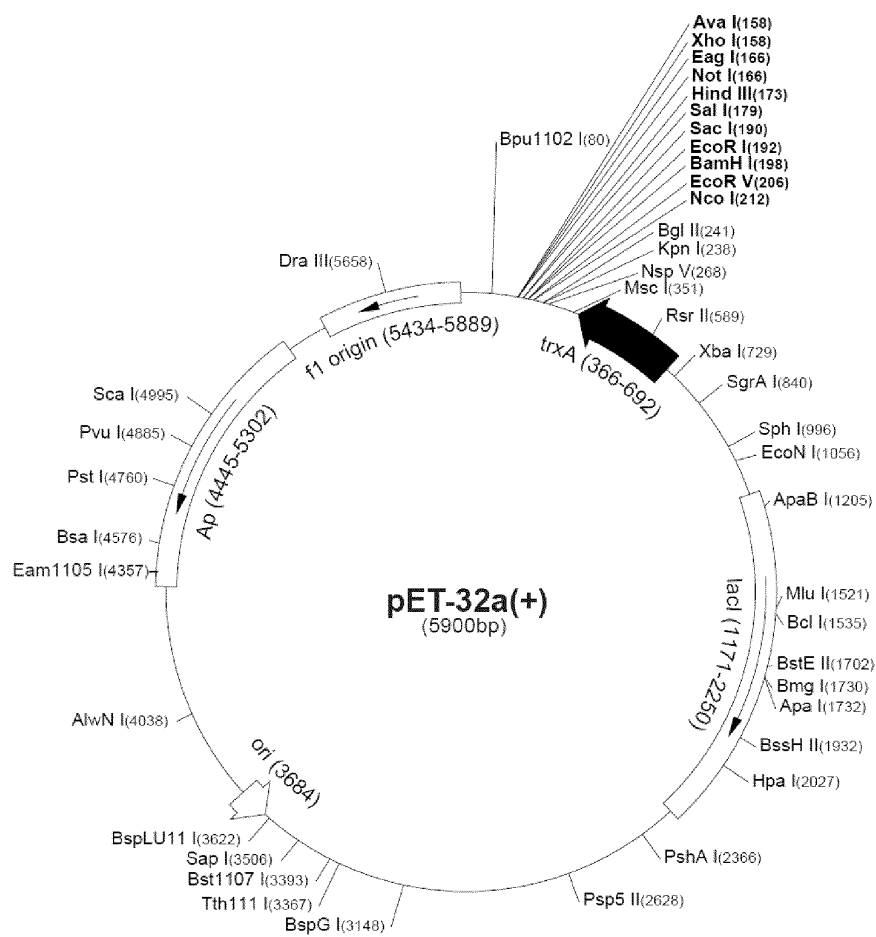 Ava I(158)
Xho I(158)
Eag I(166)
Not I(166)
Hind III(173)
Sal I(179)
Sac I(190)
EcoR I(192)
BamH I(198)
EcoR V(206)
Nco I(212)
Bpu1102 I(80)
Bgl II(241)
Kpn I(238)
Nsp V(268)
Msc I(351)
Rsr II(589)
Xba I(729)
SgrA I(840)
Sph I(996)
EcoN I(1056)
ApaB I(1205)
Mlu I(1521)
Bcl I(1535)
BstE II(1702)
Bmg I(1730)
Apa I(1732)
BssH II(1932)
Hpa I(2027)
PshA I(2366)
Psp5 II(2628)
BspG I(3148)
Tth111 I(3367)
Bst1107 I(3393)
Sap I(3506)
BspLU11 I(3622)
AlwN I(4038)
Eam1105 I(4357)
Bsa I(4576)
Pst I(4760)
Pvu I(4885)
Sca I(4995)
Dra III(5658)
f1 origin (5434-5889)
trxA (366-692)
lacI (1171-2250)
ori (3684)
Ap (4445-5302)
pET-32a(+)
(5900bp)